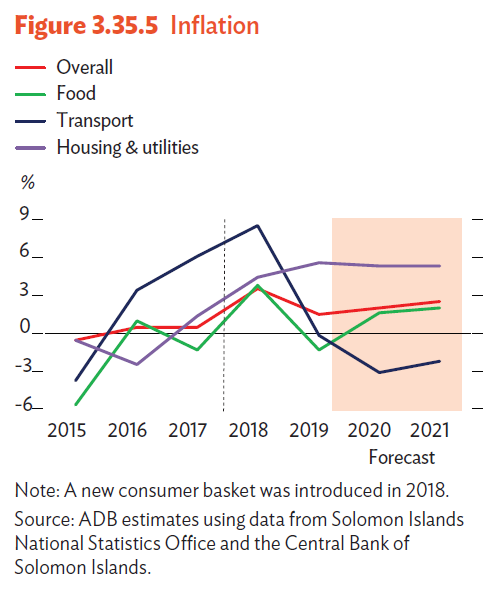 Figure 3.35.5 Inflation
Overall
Food
Transport
Housing & utilities
%
9
6
3
0
-3
-6
2015 2016 2017 2018 2019 2020 2021
Forecast
Note: A new consumer basket was introduced in 2018.
Source: ADB estimates using data from Solomon Islands
National Statistics Office and the Central Bank of
Solomon Islands.